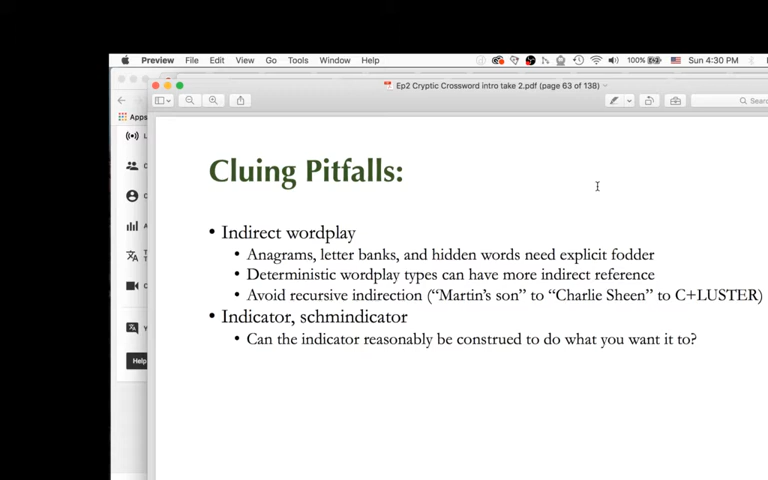 Preview File Edit View Go Tools Window Help 100% Sun 4:30 PM
Ep2 Cryptic Crossword intro take 2.pdf (page 63 of 138)
Apps
Cluing Pitfalls:
• Indirect wordplay
• Anagrams, letter banks, and hidden words need explicit fodder
• Deterministic wordplay types can have more indirect reference
• Avoid recursive indirection (“Martin’s son” to “Charlie Sheen” to C+LUSTER)
• Indicator, schmindicator
• Can the indicator reasonably be construed to do what you want it to?
Help